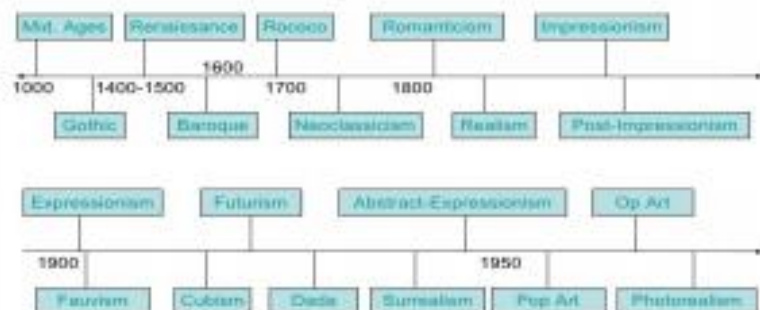 Mid. Ages Renaissance Rococo Romanticism Impressionism
1600
1000 1400-1500 1700 1800
Gothic Baroque Neoclassicism Realism Post-Impressionism
Expressionism Futurism Abstract-Expressionism Op Art
1900 1950
Fauvism Cubism Dada Surrealism Pop Art Photorealism